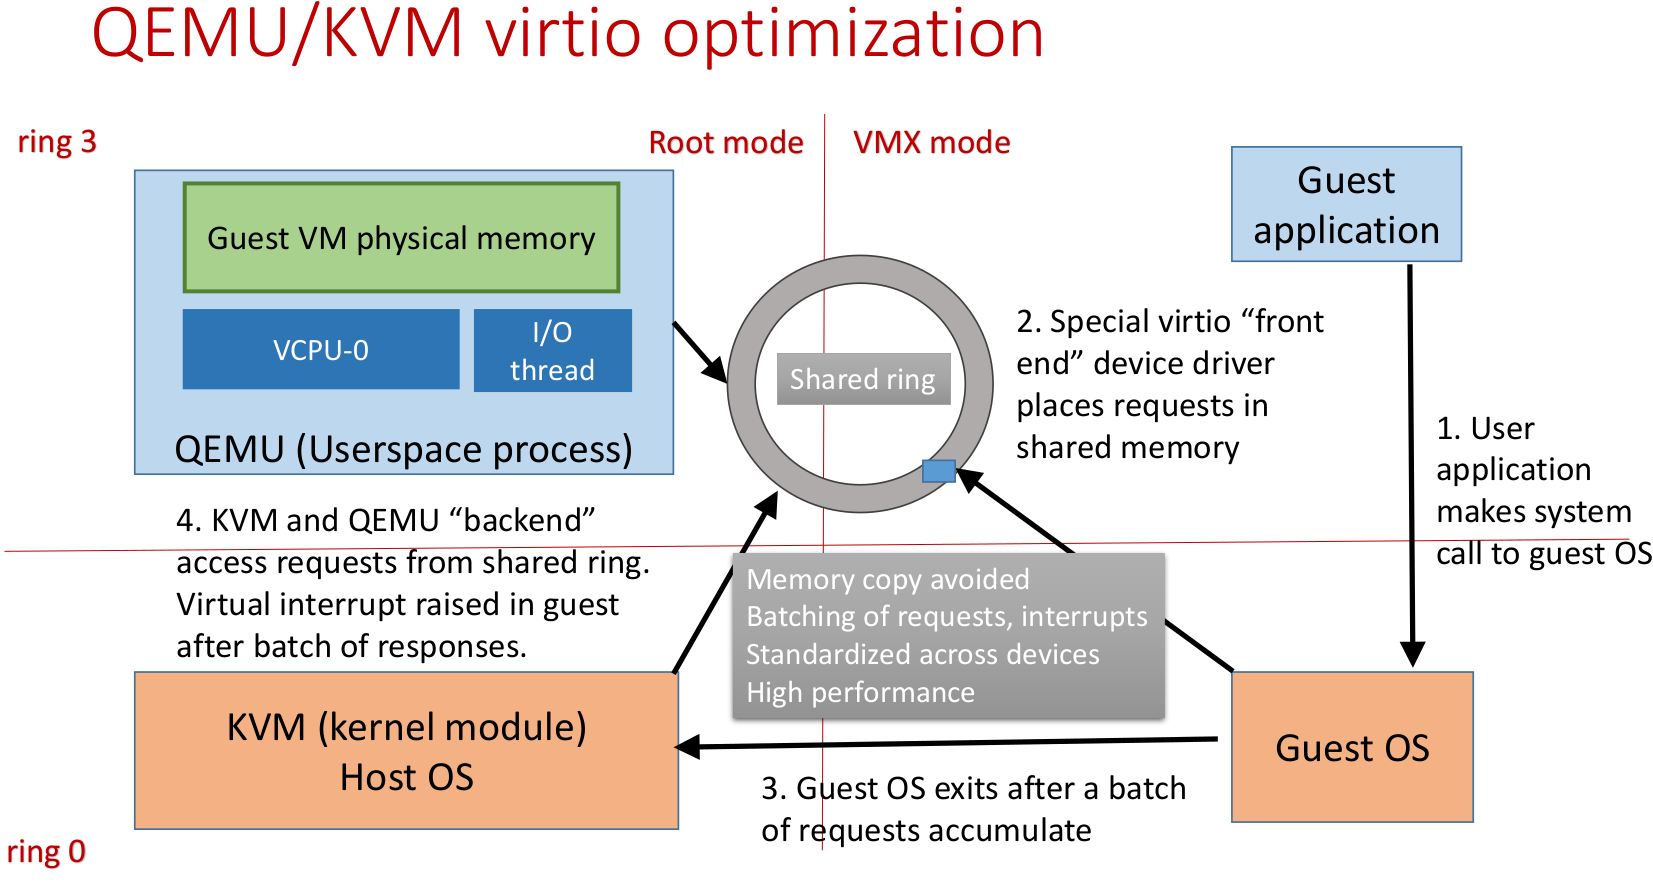 QEMU/KVM virtio optimization
ring 3
Root mode
VMX mode
Guest VM physical memory
VCPU-0
I/O
thread
QEMU (Userspace process)
Shared ring
Guest
application
2. Special virtio “front
end” device driver
places requests in
shared memory
1. User
application
makes system
call to guest OS
4. KVM and QEMU “backend”
access requests from shared ring.
Virtual interrupt raised in guest
after batch of responses.
Memory copy avoided
Batching of requests, interrupts
Standardized across devices
High performance
KVM (kernel module)
Host OS
Guest OS
3. Guest OS exits after a batch
of requests accumulate
ring 0